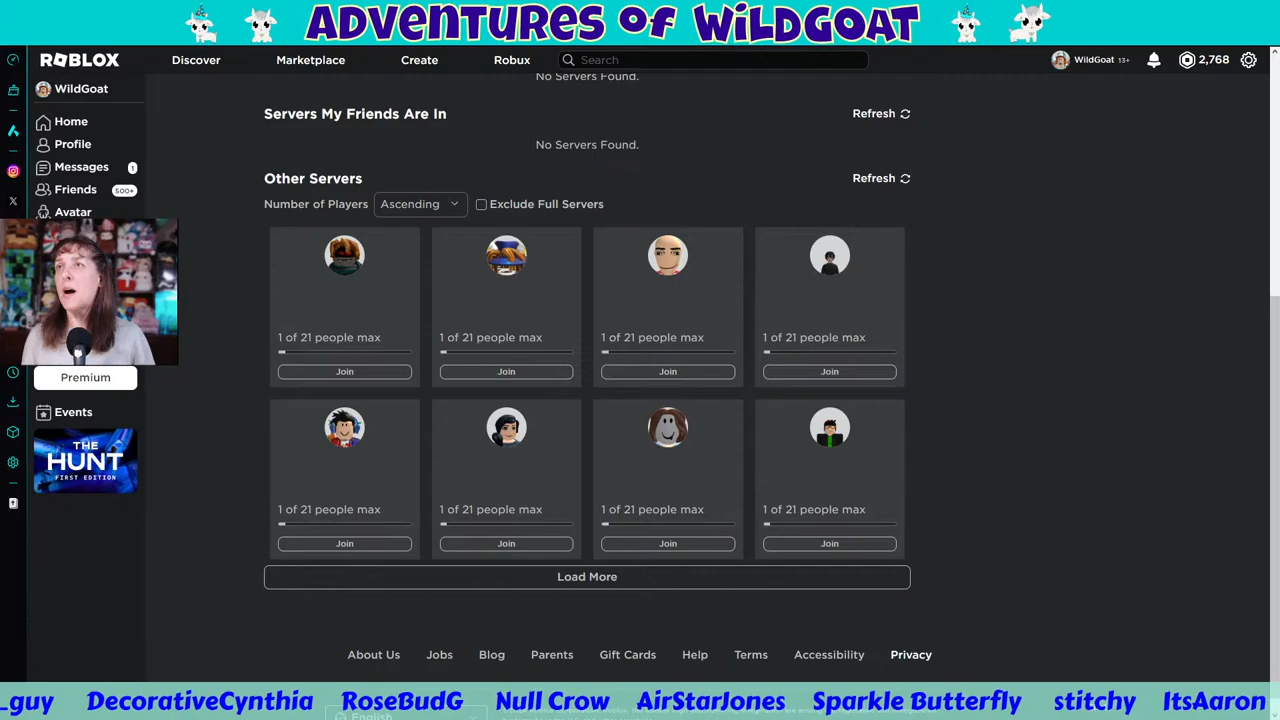 ADVENTURES OF WILDGOAT
ROBLOX
Discover
Marketplace
Create
Robux
Search
WildGoat 13+
2,768
WildGoat
Home
Profile
Messages 1
Friends 500+
Avatar
Premium
Events
THE
HUNT
FIRST EDITION
No Servers Found.
Servers My Friends Are In
Refresh
No Servers Found.
Other Servers
Refresh
Number of Players
Ascending
Exclude Full Servers
1 of 21 people max
1 of 21 people max
1 of 21 people max
1 of 21 people max
Join
Join
Join
Join
1 of 21 people max
1 of 21 people max
1 of 21 people max
1 of 21 people max
Join
Join
Join
Join
Load More
About Us
Jobs
Blog
Parents
Gift Cards
Help
Terms
Accessibility
Privacy
_guy DecorativeCynthia RoseBudG Null Crow AirStarJones Sparkle Butterfly stitchy ItsAaron
English